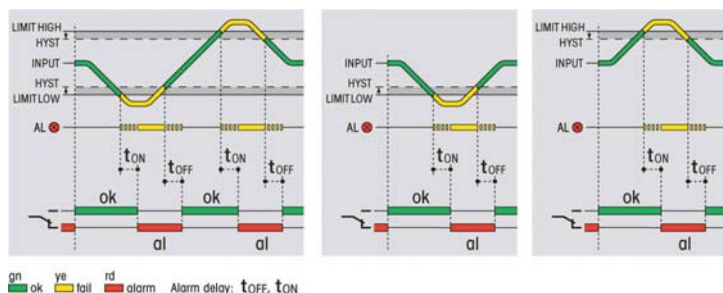 LIMIT HIGH
HYST
INPUT
HYST
LIMIT LOW
AL
tON
tOFF
tON
tOFF
ok
ok
al
al
INPUT
HYST
LIMIT LOW
AL
tON
tOFF
ok
al
LIMIT HIGH
HYST
INPUT
AL
tON
tOFF
ok
al
gn ye rd
ok fail alarm Alarm delay: tOFF, tON